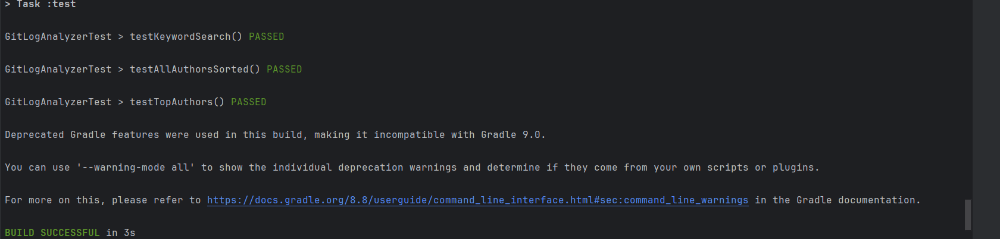 > Task :test
GitLogAnalyzerTest > testKeywordSearch() PASSED
GitLogAnalyzerTest > testAllAuthorsSorted() PASSED
GitLogAnalyzerTest > testTopAuthors() PASSED
Deprecated Gradle features were used in this build, making it incompatible with Gradle 9.0.
You can use '--warning-mode all' to show the individual deprecation warnings and determine if they come from your own scripts or plugins.
For more on this, please refer to https://docs.gradle.org/8.8/userguide/command_line_interface.html#sec:command_line_warnings in the Gradle documentation.
BUILD SUCCESSFUL in 3s